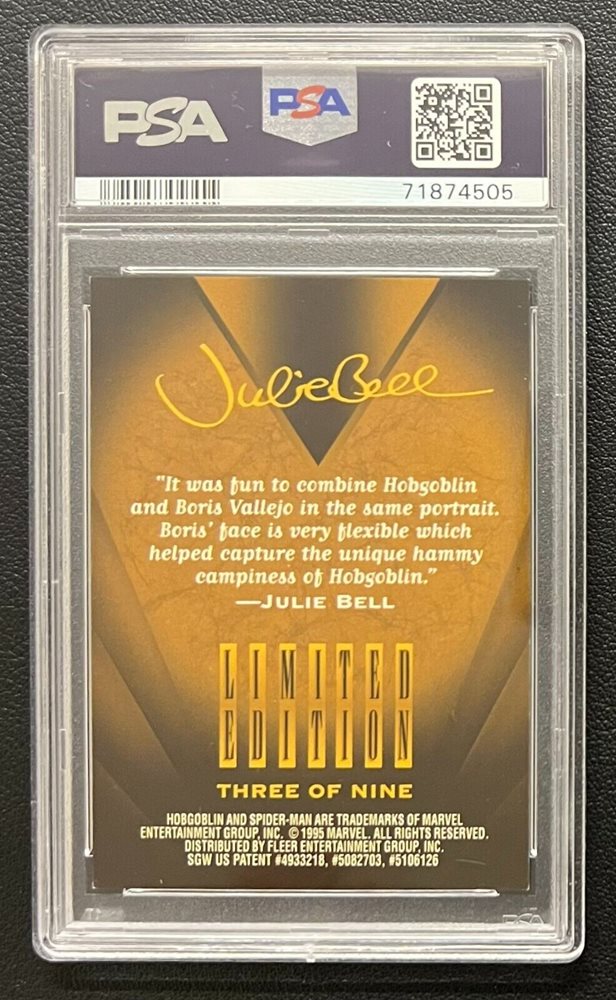 PSA
PSA
71874505
Julie Bell
"It was fun to combine Hobgoblin
and Boris Vallejo in the same portrait.
Boris' face is very flexible which
helped capture the unique hammy
campiness of Hobgoblin."
—JULIE BELL
LIMITED
EDITION
THREE OF NINE
HOBGOBLIN AND SPIDER-MAN ARE TRADEMARKS OF MARVEL
ENTERTAINMENT GROUP, INC. ©1995 MARVEL. ALL RIGHTS RESERVED.
DISTRIBUTED BY FLEER ENTERTAINMENT GROUP, INC.
SGW US PATENT #4933218, #5082703, #5106126
PSA